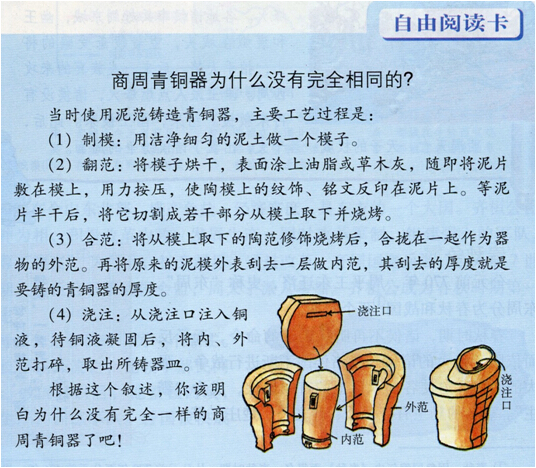 自由阅读卡
商周青铜器为什么没有完全相同的?
当时使用泥范铸造青铜器，主要工艺过程是：
(1) 制模：用洁净细匀的泥土做一个模子。
(2) 翻范：将模子烘干，表面涂上油脂或草木灰，随即将泥片
敷在模上，用力按压，使陶模上的纹饰、铭文反印在泥片上。等泥
片半干后，将它切割成若干部分从模上取下并烧烤。
(3) 合范：将从模上取下的陶范修饰烧烤后，合拢在一起作为器
物的外范。再将原来的泥模外表刮去一层做内范，其刮去的厚度就是
要铸的青铜器的厚度。
(4) 浇注：从浇注口注入铜
液，待铜液凝固后，将内、外
范打碎，取出所铸器皿。
根据这个叙述，你该明
白为什么没有完全一样的商
周青铜器了吧！
浇注口
外范
内范
浇注口